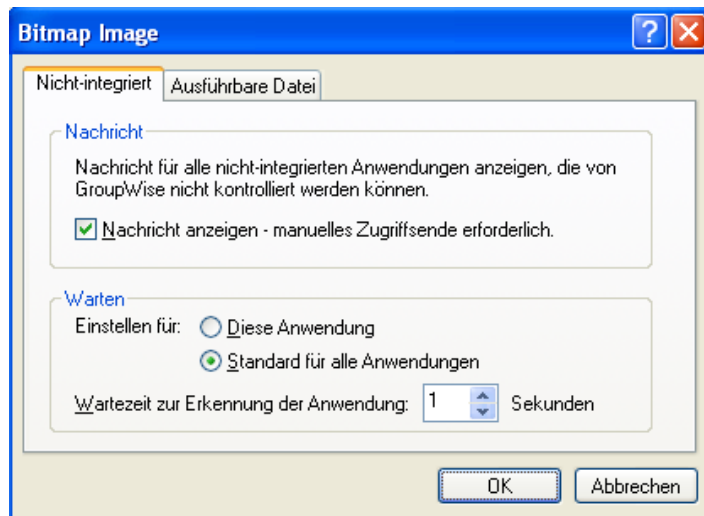 Bitmap Image
Nicht-integriert Ausführbare Datei
Nachricht
Nachricht für alle nicht-integrierten Anwendungen anzeigen, die von
GroupWise nicht kontrolliert werden können.
Nachricht anzeigen - manuelles Zugriffsende erforderlich.
Warten
Einstellen für: Diese Anwendung
Standard für alle Anwendungen
Wartezeit zur Erkennung der Anwendung: 1 Sekunden
OK Abbrechen